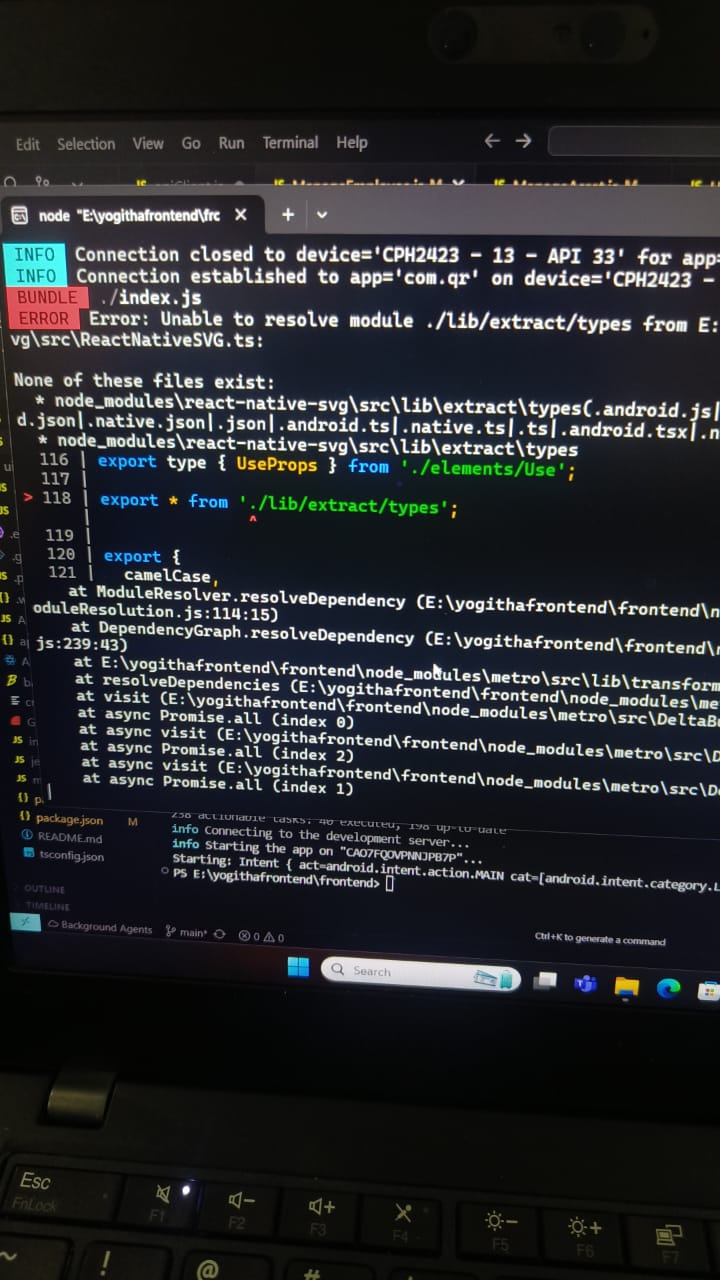 Edit Selection View Go Run Terminal Help
node "E:\yogithafrontend\frc
INFO Connection closed to device='CPH2423 - 13 - API 33' for app=
INFO Connection established to app='com.qr' on device='CPH2423 -
BUNDLE ./index.js
ERROR Error: Unable to resolve module ./lib/extract/types from E:
vg\src\ReactNativeSVG.ts:
None of these files exist:
* node_modules\react-native-svg\src\lib\extract\types(.android.js|
d.json|.native.json|.json|.android.ts|.native.ts|.ts|.android.tsx|.n
* node_modules\react-native-svg\src\lib\extract\types
116 | export type { UseProps } from './elements/Use';
117 |
> 118 | export * from './lib/extract/types';
| ^
119 |
120 | export {
121 | camelCase,
at ModuleResolver.resolveDependency (E:\yogithafrontend\frontend\n
oduleResolution.js:114:15)
at DependencyGraph.resolveDependency (E:\yogithafrontend\frontend\
js:239:43)
at E:\yogithafrontend\frontend\node_modules\metro\src\lib\transform
at resolveDependencies (E:\yogithafrontend\frontend\node_modules\me
at visit (E:\yogithafrontend\frontend\node_modules\metro\src\DeltaB
at async Promise.all (index 0)
at async visit (E:\yogithafrontend\frontend\node_modules\metro\src\D
at async Promise.all (index 2)
at async visit (E:\yogithafrontend\frontend\node_modules\metro\src\De
at async Promise.all (index 1)
{} package.json M
README.md
tsconfig.json
OUTLINE
TIMELINE
258 actionable tasks: 40 executed, 198 up-to-date
info Connecting to the development server...
info Starting the app on "CAO7FQOVPNNJPB7P"...
Starting: Intent { act=android.intent.action.MAIN cat=[android.intent.category.L
PS E:\yogithafrontend\frontend>
Background Agents main* 0 0
Ctrl+K to generate a command
Search
Esc
FnLock
F1 F2 F3 F4 F5 F6 F7
~ ! @ #